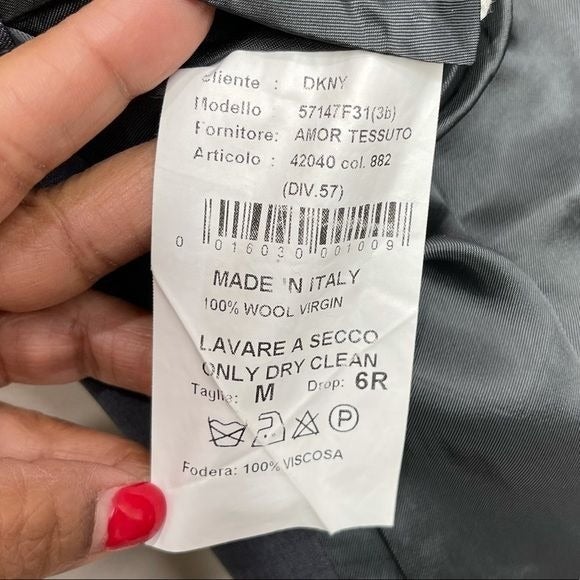 Cliente : DKNY
Modello : 57147F31(3b)
Fornitore: AMOR TESSUTO
Articolo : 42040 col. 882
(DIV.57)
0 016030 001009
MADE IN ITALY
100% WOOL VIRGIN
LAVARE A SECCO
ONLY DRY CLEAN
Taglia: M Drop: 6R
P
Fodera: 100% VISCOSA